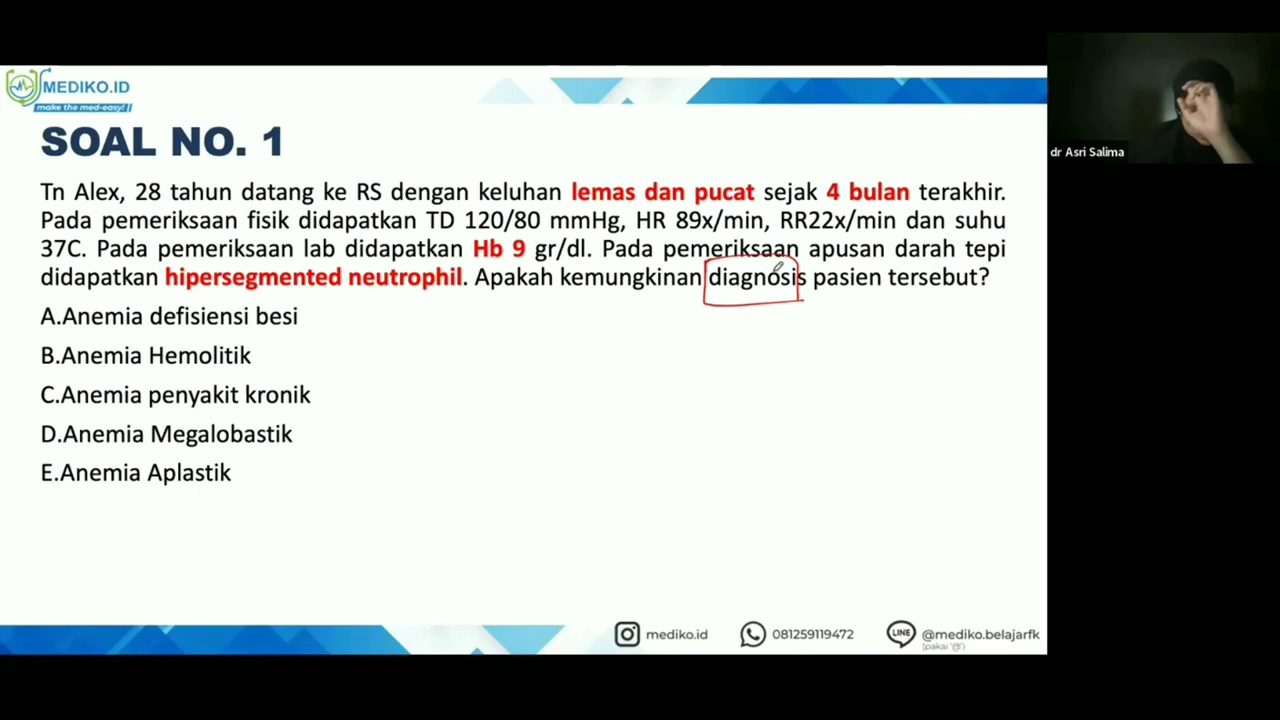 MEDIKO.ID
make the med-easy!
SOAL NO. 1
Tn Alex, 28 tahun datang ke RS dengan keluhan lemas dan pucat sejak 4 bulan terakhir.
Pada pemeriksaan fisik didapatkan TD 120/80 mmHg, HR 89x/min, RR22x/min dan suhu
37C. Pada pemeriksaan lab didapatkan Hb 9 gr/dl. Pada pemeriksaan apusan darah tepi
didapatkan hipersegmented neutrophil. Apakah kemungkinan diagnosis pasien tersebut?
A.Anemia defisiensi besi
B.Anemia Hemolitik
C.Anemia penyakit kronik
D.Anemia Megalobastik
E.Anemia Aplastik
dr Asri Salima
mediko.id
081259119472
LINE
@mediko.belajarfk
(pakai '@')